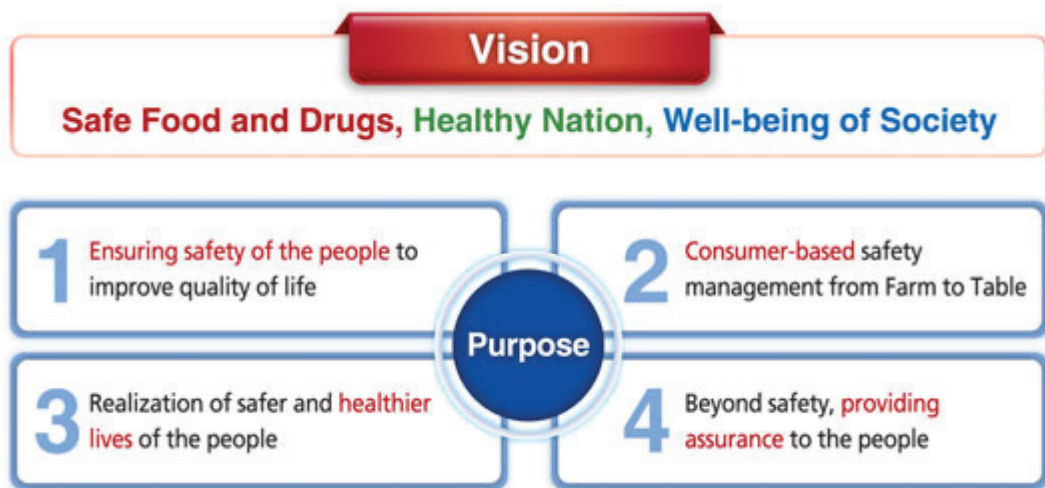 Vision
Safe Food and Drugs, Healthy Nation, Well-being of Society
1
Ensuring safety of the people to
improve quality of life
2
Consumer-based safety
management from Farm to Table
Purpose
3
Realization of safer and healthier
lives of the people
4
Beyond safety, providing
assurance to the people